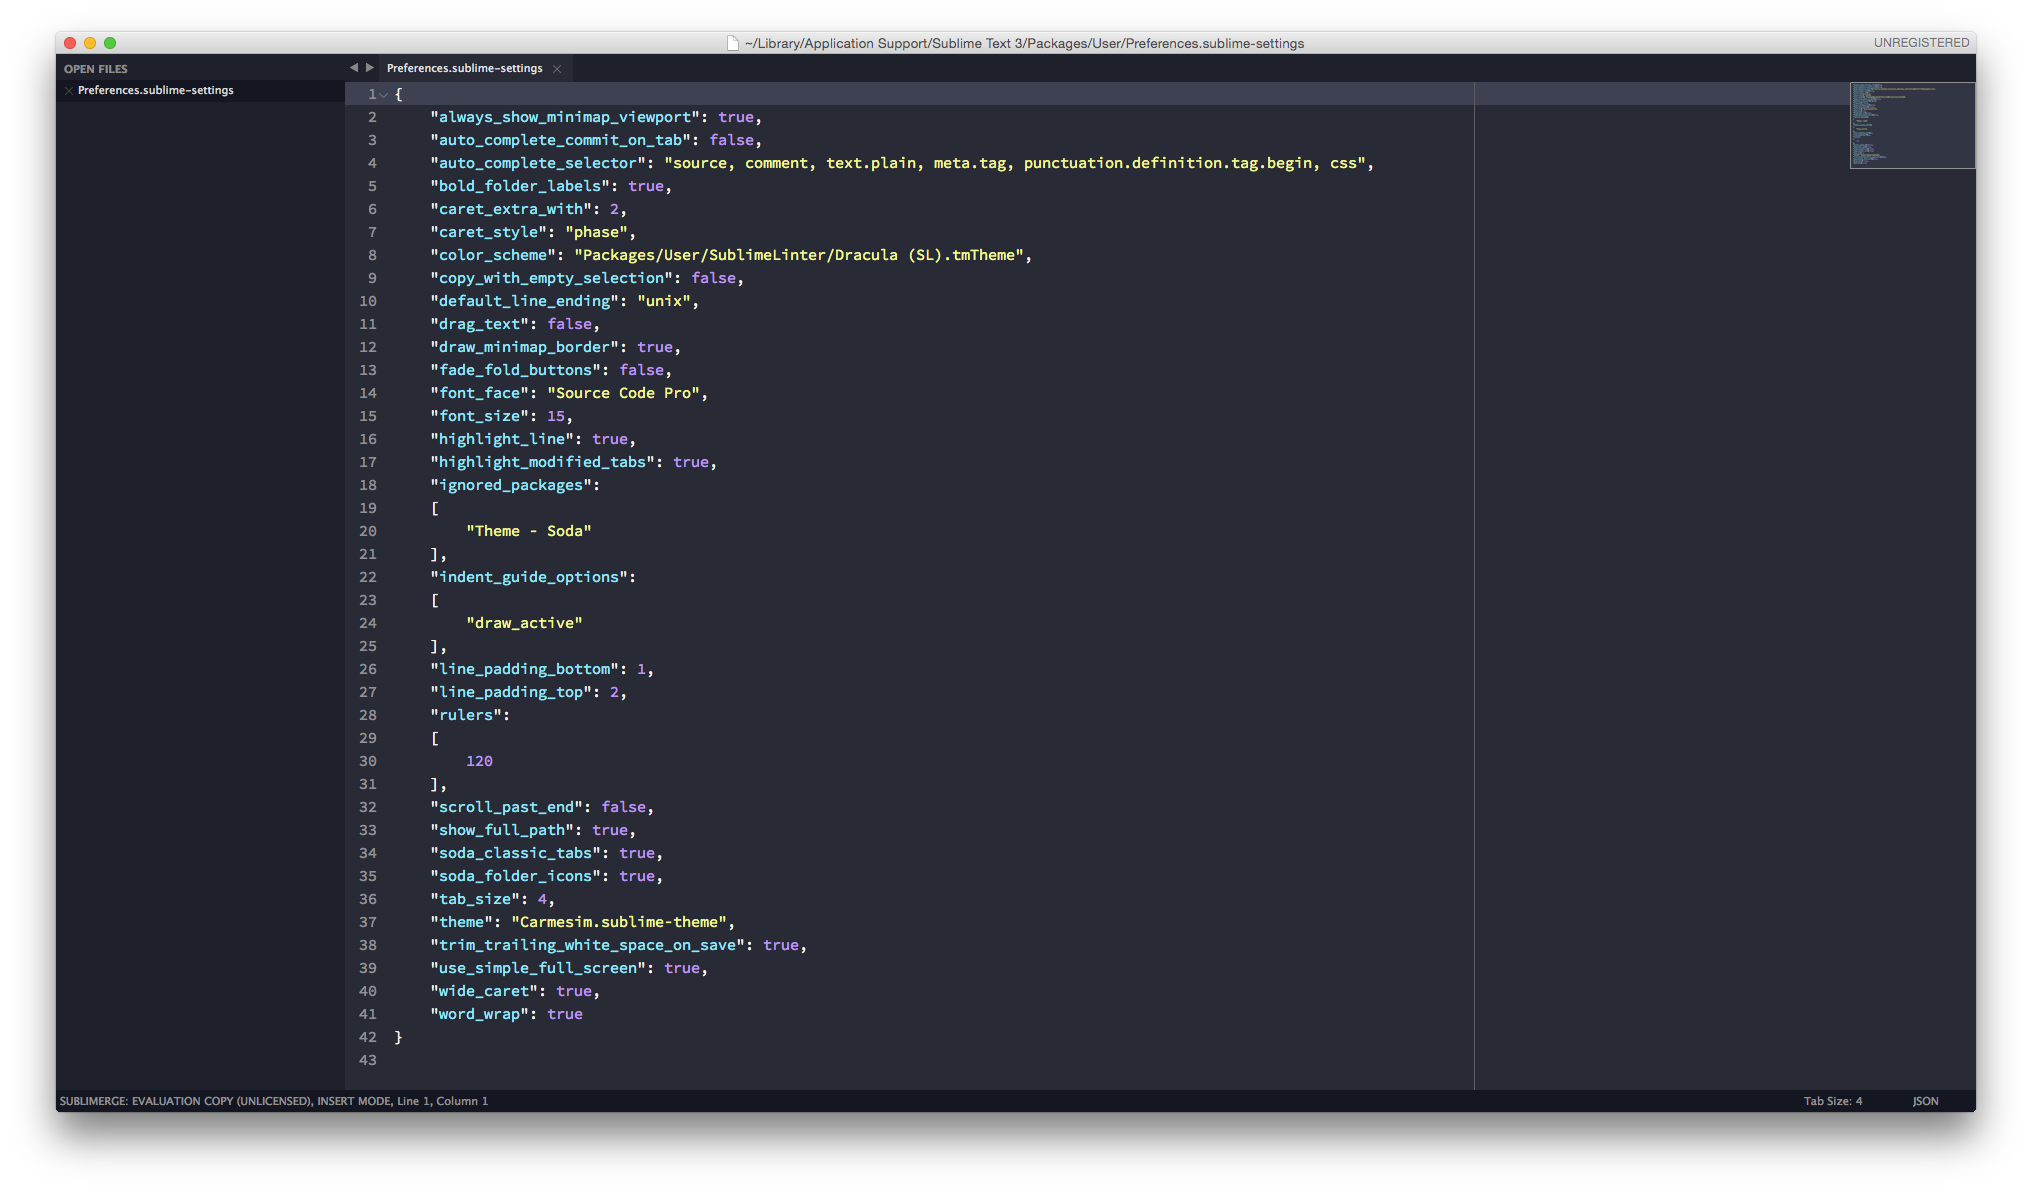 ~/Library/Application Support/Sublime Text 3/Packages/User/Preferences.sublime-settings
UNREGISTERED
OPEN FILES
Preferences.sublime-settings
Preferences.sublime-settings
1 {
2 "always_show_minimap_viewport": true,
3 "auto_complete_commit_on_tab": false,
4 "auto_complete_selector": "source, comment, text.plain, meta.tag, punctuation.definition.tag.begin, css",
5 "bold_folder_labels": true,
6 "caret_extra_with": 2,
7 "caret_style": "phase",
8 "color_scheme": "Packages/User/SublimeLinter/Dracula (SL).tmTheme",
9 "copy_with_empty_selection": false,
10 "default_line_ending": "unix",
11 "drag_text": false,
12 "draw_minimap_border": true,
13 "fade_fold_buttons": false,
14 "font_face": "Source Code Pro",
15 "font_size": 15,
16 "highlight_line": true,
17 "highlight_modified_tabs": true,
18 "ignored_packages":
19 [
20 "Theme - Soda"
21 ],
22 "indent_guide_options":
23 [
24 "draw_active"
25 ],
26 "line_padding_bottom": 1,
27 "line_padding_top": 2,
28 "rulers":
29 [
30 120
31 ],
32 "scroll_past_end": false,
33 "show_full_path": true,
34 "soda_classic_tabs": true,
35 "soda_folder_icons": true,
36 "tab_size": 4,
37 "theme": "Carmesim.sublime-theme",
38 "trim_trailing_white_space_on_save": true,
39 "use_simple_full_screen": true,
40 "wide_caret": true,
41 "word_wrap": true
42 }
43
SUBLIMERGE: EVALUATION COPY (UNLICENSED), INSERT MODE, Line 1, Column 1
Tab Size: 4
JSON